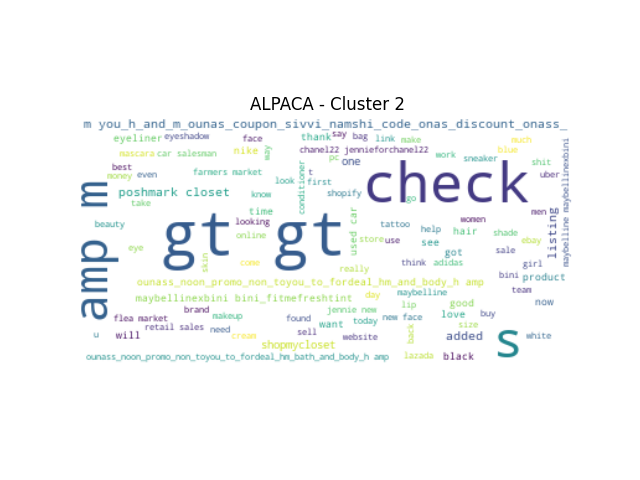 ALPACA - Cluster 2
m you_h_and_m_ounas_coupon_sivvi_namshi_code_onas_discount_onass_
eyeliner eyeshadow face thank say bag link make much
mascara car salesman nike may chanel22 jennieforchanel22 work sneaker blue
best farmers market conditioner t pc one shit
money even look first check uber
poshmark closet know shopify go maybelline maybellinexbini
take time women men
beauty looking used car tattoo help hair shade listing
amp m gt gt online store use see ebay
eye skin code really think got adidas sale girl
ounass_noon_promo_non_toyou_to_fordeal_hm_and_body_h amp bini product
maybellinexbini bini_fitmefreshtint day maybelline team
brand jennie new lip good now
flea market makeup found want today new face love buy
retail sales need sell back size
u will cream website added s white
shopmycloset
ounass_noon_promo_non_toyou_to_fordeal_hm_bath_and_body_h amp lazada black